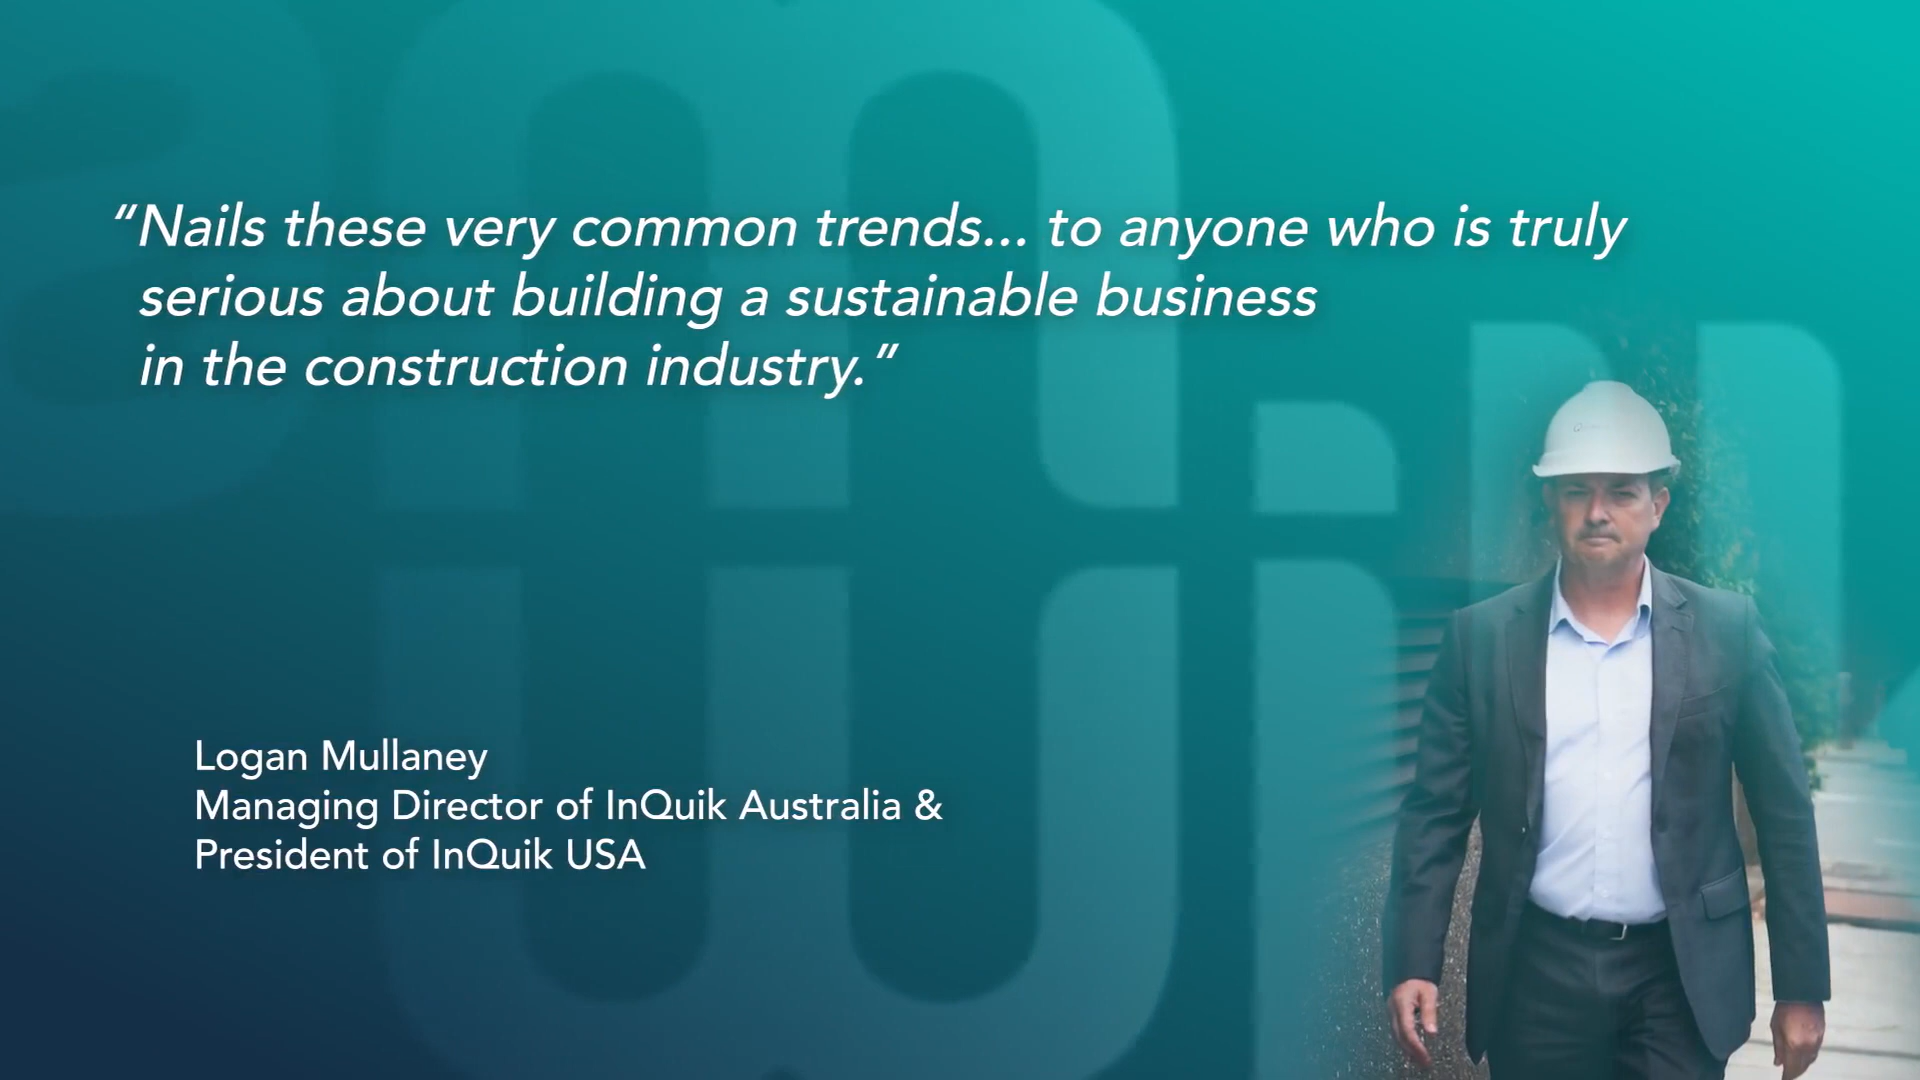 “Nails these very common trends... to anyone who is truly
serious about building a sustainable business
in the construction industry.”
Logan Mullaney
Managing Director of InQuik Australia &
President of InQuik USA